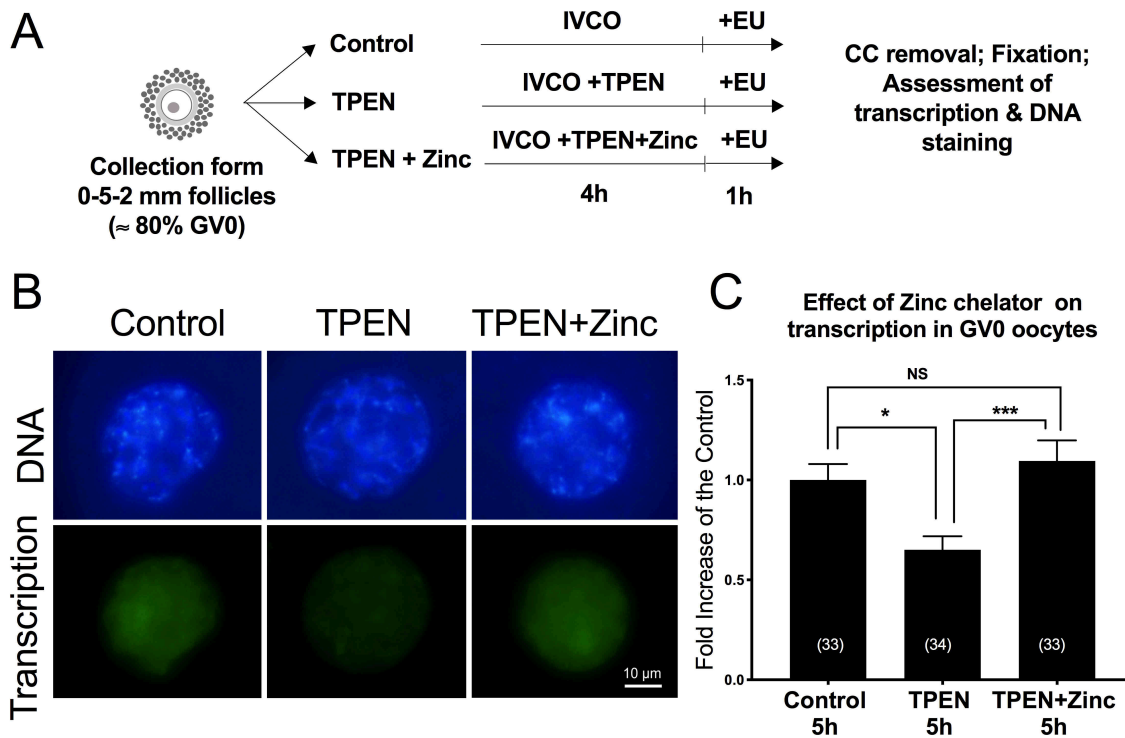 A
Control
TPEN
TPEN + Zinc
Collection form
0-5-2 mm follicles
(≈ 80% GV0)
IVCO
+EU
IVCO +TPEN
+EU
IVCO +TPEN+Zinc
+EU
4h
1h
CC removal; Fixation;
Assessment of
transcription & DNA
staining
B
Control
TPEN
TPEN+Zinc
DNA
Transcription
10 µm
C
Effect of Zinc chelator on
transcription in GV0 oocytes
Fold Increase of the Control
1.5
1.0
0.5
0.0
NS
*
***
(33)
(34)
(33)
Control
5h
TPEN
5h
TPEN+Zinc
5h